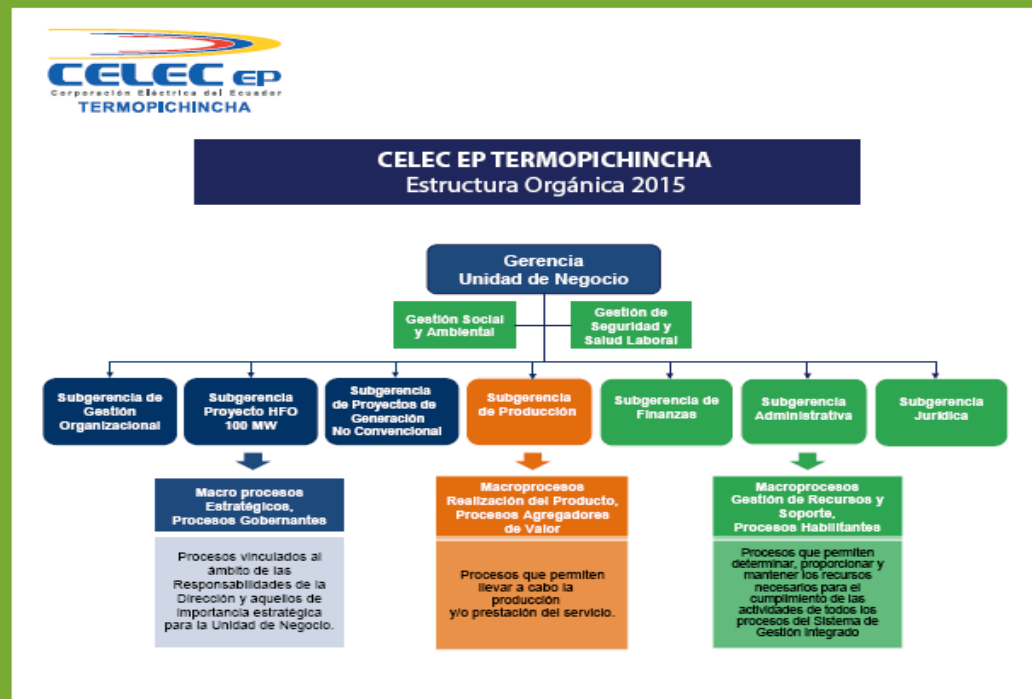 CELEC EP
Corporación Eléctrica del Ecuador
TERMOPICHINCHA
CELEC EP TERMOPICHINCHA
Estructura Orgánica 2015
Gerencia
Unidad de Negocio
Gestión Social
y Ambiental
Gestión de
Seguridad y
Salud Laboral
Subgerencia de
Gestión
Organizacional
Subgerencia
Proyecto HFO
100 MW
Subgerencia
de Proyectos de
Generación
No Convencional
Subgerencia
de Producción
Subgerencia de
Finanzas
Subgerencia
Administrativa
Subgerencia
Jurídica
Macro procesos
Estratégicos,
Procesos Gobernantes
Procesos vinculados al
ámbito de las
Responsabilidades de la
Dirección y aquellos de
importancia estratégica
para la Unidad de Negocio.
Macroprocesos
Realización del Producto,
Procesos Agregadores
de Valor
Procesos que permiten
llevar a cabo la
producción
y/o prestación del servicio.
Macroprocesos
Gestión de Recursos y
Soporte,
Procesos Habilitantes
Procesos que permiten
determinar, proporcionar y
mantener los recursos
necesarios para el
cumplimiento de las
actividades de todos los
procesos del Sistema de
Gestión Integrado